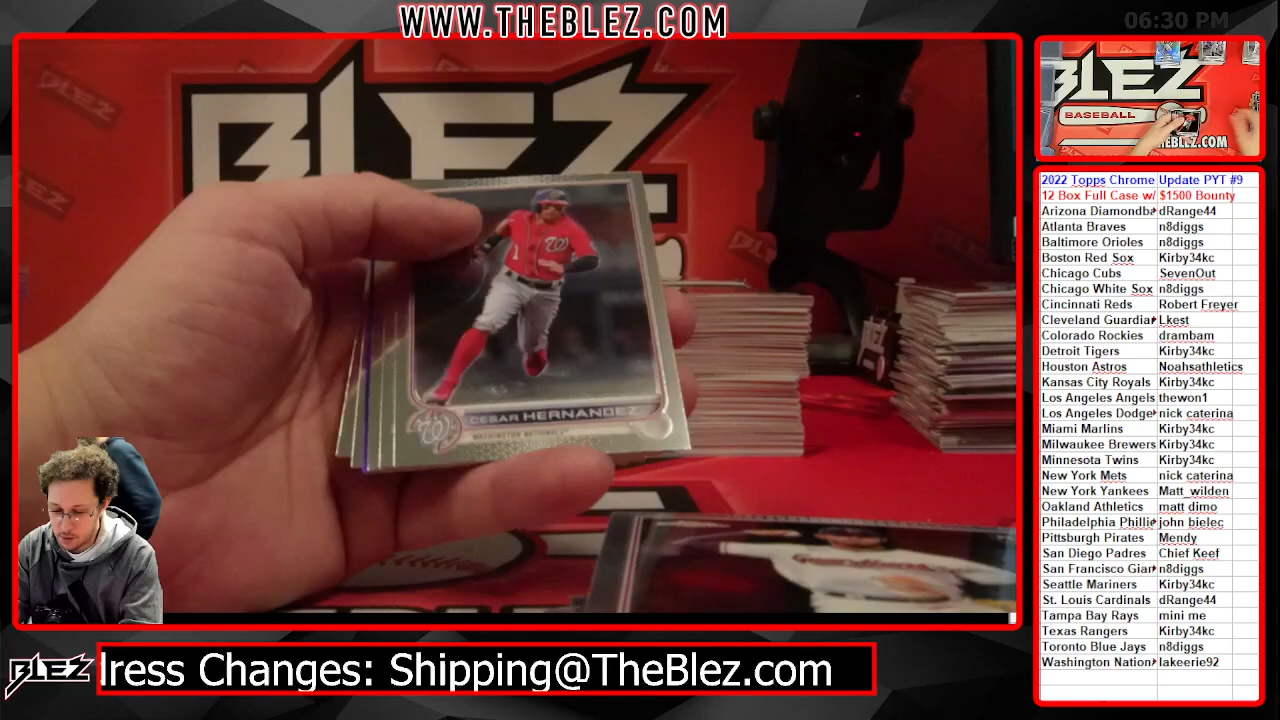 WWW.THEBLEZ.COM
06:30 PM
BLEZ
BLEZ
BASEBALL
BLEZ.COM
W
1
CESAR HERNANDEZ
WASHINGTON NATIONALS
2022 Topps Chrome Update PYT #9
12 Box Full Case w/ $1500 Bounty
Arizona Diamondba dRange44
Atlanta Braves n8diggs
Baltimore Orioles n8diggs
Boston Red Sox Kirby34kc
Chicago Cubs SevenOut
Chicago White Sox n8diggs
Cincinnati Reds Robert Freyer
Cleveland Guardia Lkest
Colorado Rockies drambam
Detroit Tigers Kirby34kc
Houston Astros Noahsathletics
Kansas City Royals Kirby34kc
Los Angeles Angels thewon1
Los Angeles Dodge nick caterina
Miami Marlins Kirby34kc
Milwaukee Brewers Kirby34kc
Minnesota Twins Kirby34kc
New York Mets nick caterina
New York Yankees Matt_wilden
Oakland Athletics matt dimo
Philadelphia Phillie john bielec
Pittsburgh Pirates Mendy
San Diego Padres Chief Keef
San Francisco Gian n8diggs
Seattle Mariners Kirby34kc
St. Louis Cardinals dRange44
Tampa Bay Rays mini me
Texas Rangers Kirby34kc
Toronto Blue Jays n8diggs
Washington Nation lakeerie92
BLEZ
dress Changes: Shipping@TheBlez.com